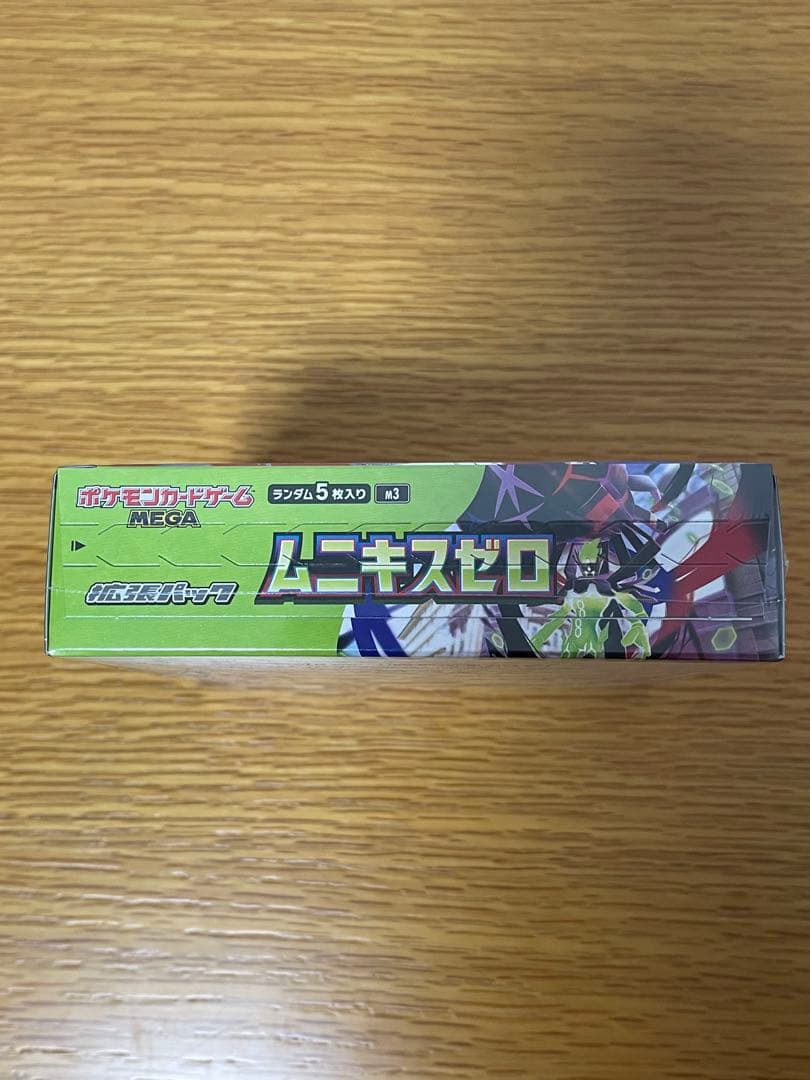 ポケモンカードゲーム
MEGA
ランダム5枚入り
M3
拡張パック
ムニキスゼロ